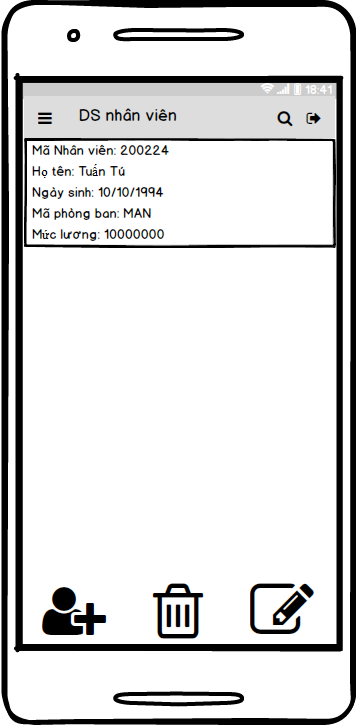 18:41
DS nhân viên
Mã Nhân viên: 200224
Họ tên: Tuấn Tú
Ngày sinh: 10/10/1994
Mã phòng ban: MAN
Mức lương: 10000000